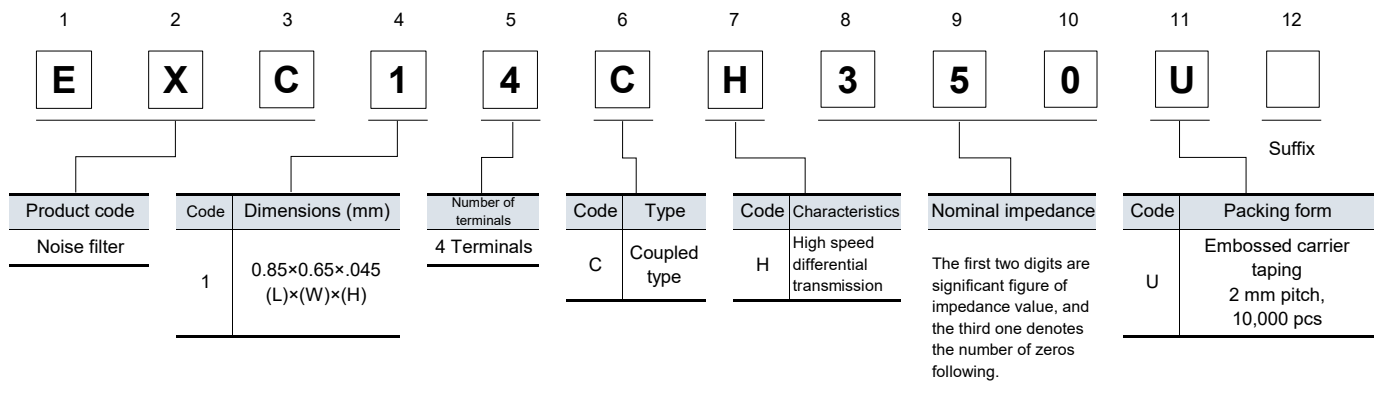 1 2 3 4 5 6 7 8 9 10 11 12
E X C 1 4 C H 3 5 0 U
Suffix
Product code
Noise filter
Code Dimensions (mm)
1 0.85×0.65×.045
(L)×(W)×(H)
Number of
terminals
4 Terminals
Code Type
C Coupled
type
Code Characteristics
H High speed
differential
transmission
Nominal impedance
The first two digits are
significant figure of
impedance value, and
the third one denotes
the number of zeros
following.
Code Packing form
U Embossed carrier
taping
2 mm pitch,
10,000 pcs